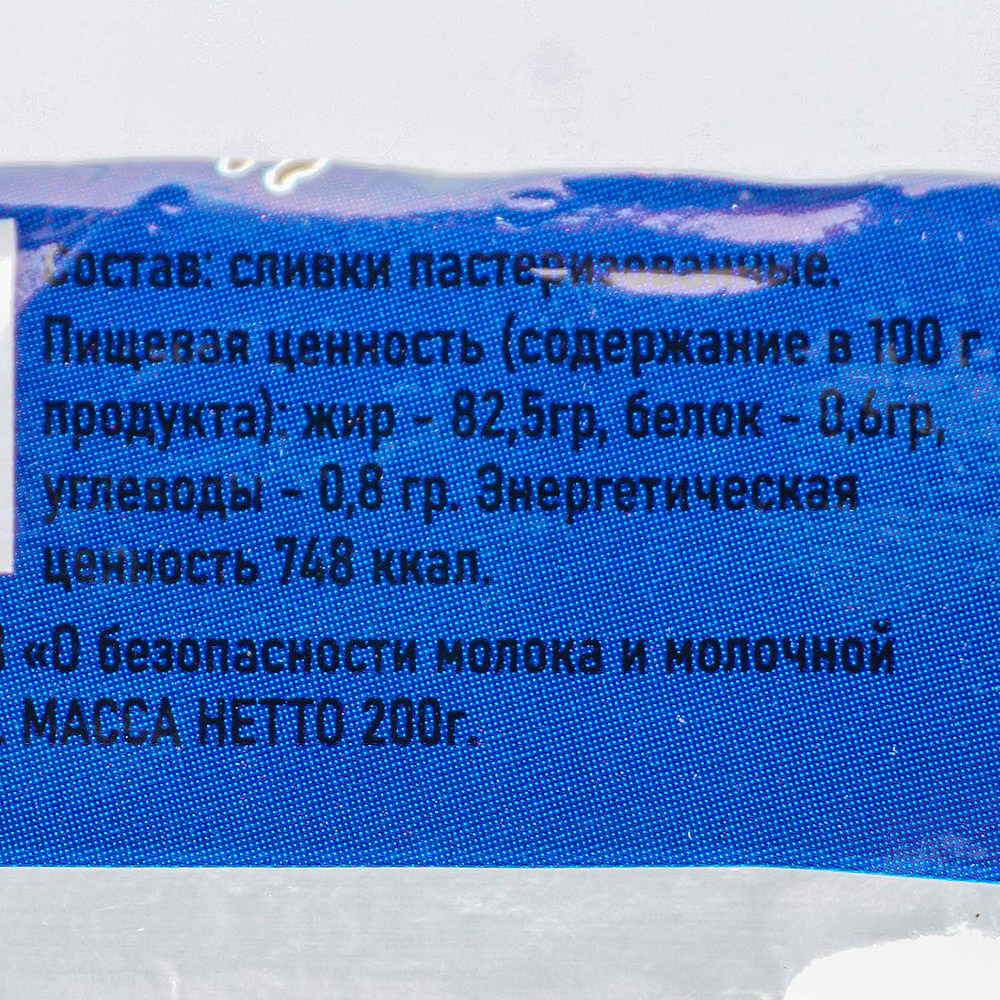 Состав: сливки пастеризованные.
Пищевая ценность (содержание в 100 г
продукта): жир - 82,5гр, белок - 0,6гр,
углеводы - 0,8 гр. Энергетическая
ценность 748 ккал.
«О безопасности молока и молочной
МАССА НЕТТО 200г.